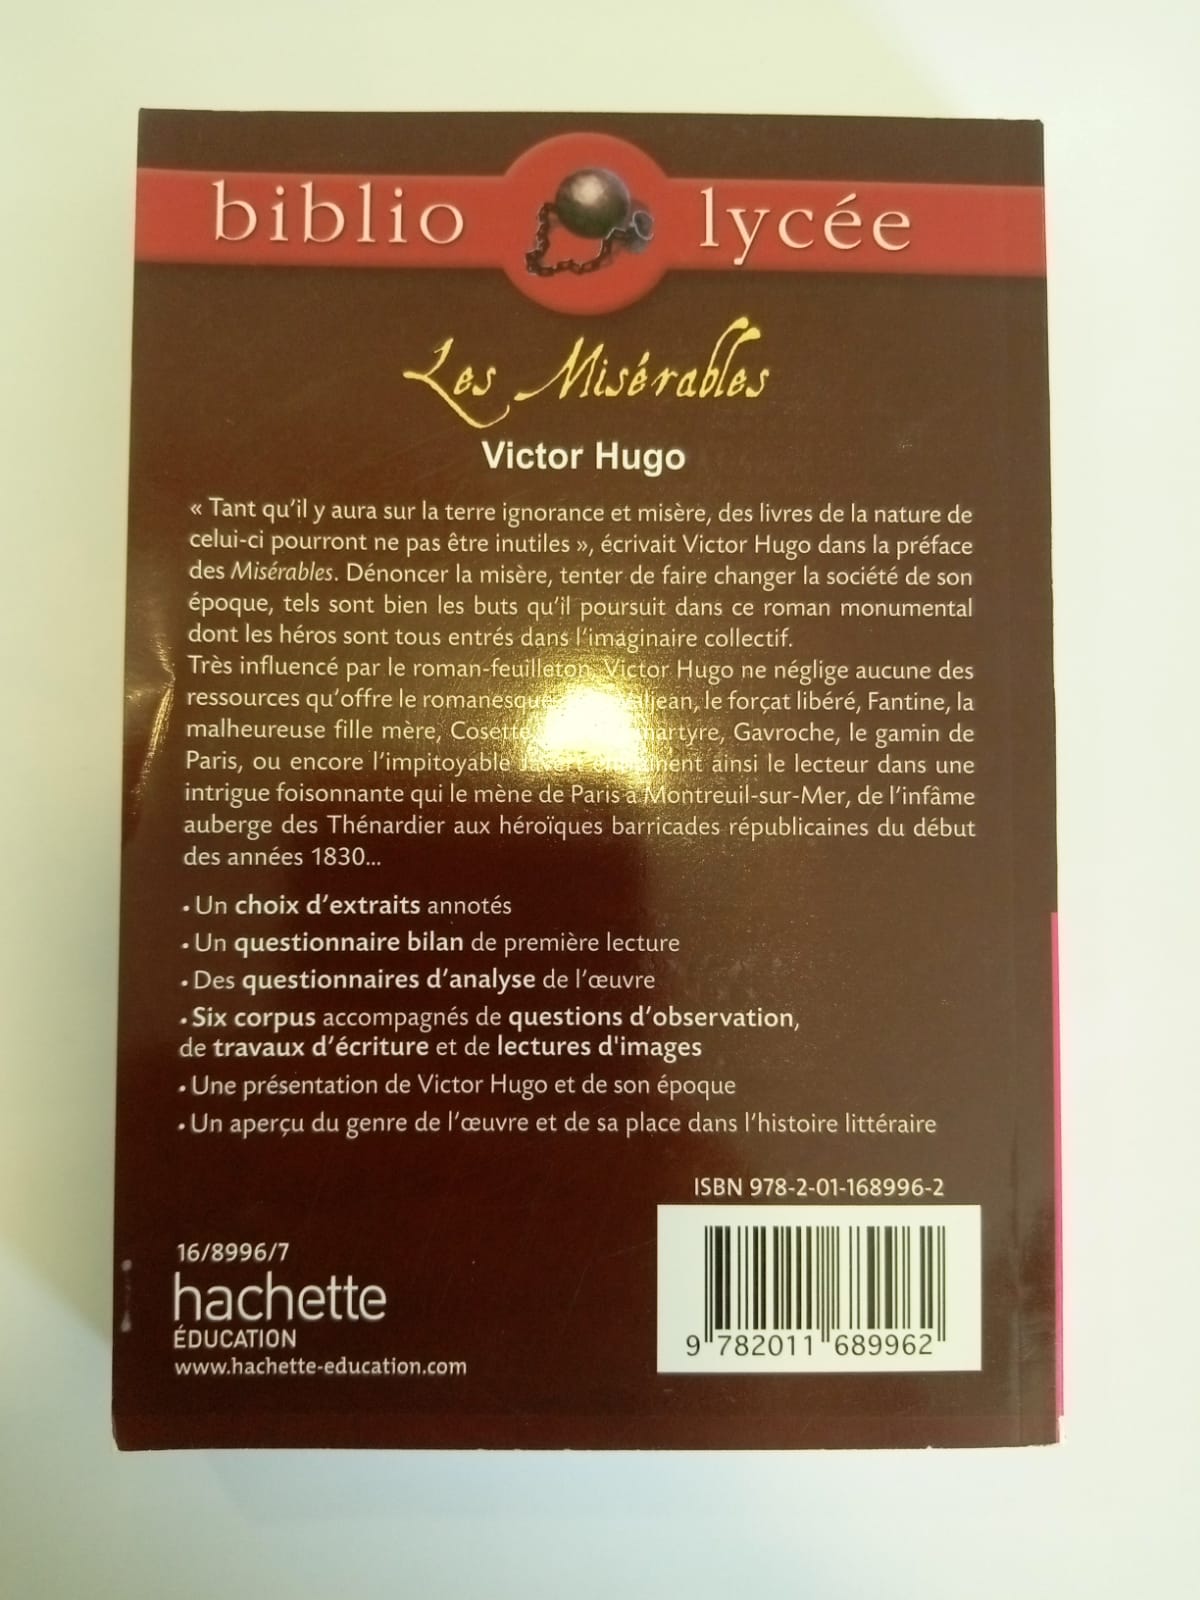 biblio lycée
Les Misérables
Victor Hugo
« Tant qu'il y aura sur la terre ignorance et misère, des livres de la nature de
celui-ci pourront ne pas être inutiles », écrivait Victor Hugo dans la préface
des Misérables. Dénoncer la misère, tenter de faire changer la société de son
époque, tels sont bien les buts qu'il poursuit dans ce roman monumental
dont les héros sont tous entrés dans l'imaginaire collectif.
Très influencé par le roman-feuilleton, Victor Hugo ne néglige aucune des
ressources qu'offre le romanesque le forçat libéré, Fantine, la
malheureuse fille mère, Cosette Gavroche, le gamin de
Paris, ou encore l'impitoyable ainsi le lecteur dans une
intrigue foisonnante qui le mène de Paris à Montreuil-sur-Mer, de l'infâme
auberge des Thénardier aux héroïques barricades républicaines du début
des années 1830...
• Un choix d'extraits annotés
• Un questionnaire bilan de première lecture
• Des questionnaires d'analyse de l'œuvre
• Six corpus accompagnés de questions d'observation,
de travaux d'écriture et de lectures d'images
• Une présentation de Victor Hugo et de son époque
• Un aperçu du genre de l'œuvre et de sa place dans l'histoire littéraire
ISBN 978-2-01-168996-2
16/8996/7
hachette
ÉDUCATION
www.hachette-education.com
9 782011 689962